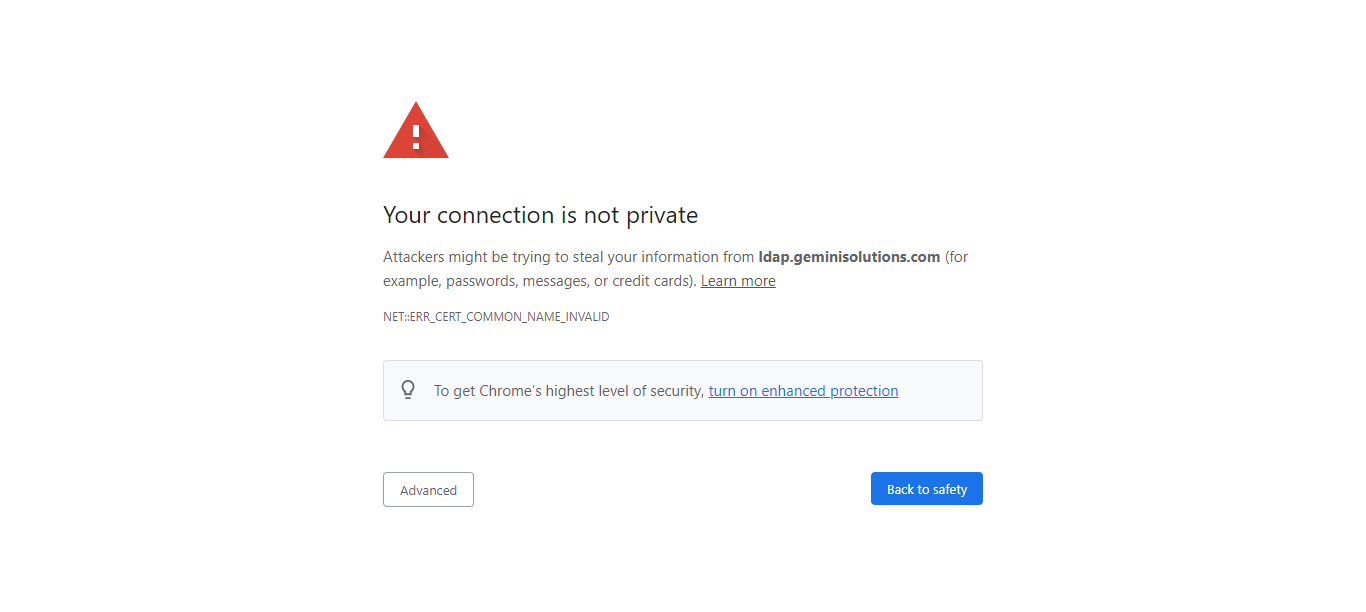 Your connection is not private
Attackers might be trying to steal your information from ldap.geminisolutions.com (for
example, passwords, messages, or credit cards). Learn more
NET::ERR_CERT_COMMON_NAME_INVALID
To get Chrome's highest level of security, turn on enhanced protection
Advanced
Back to safety